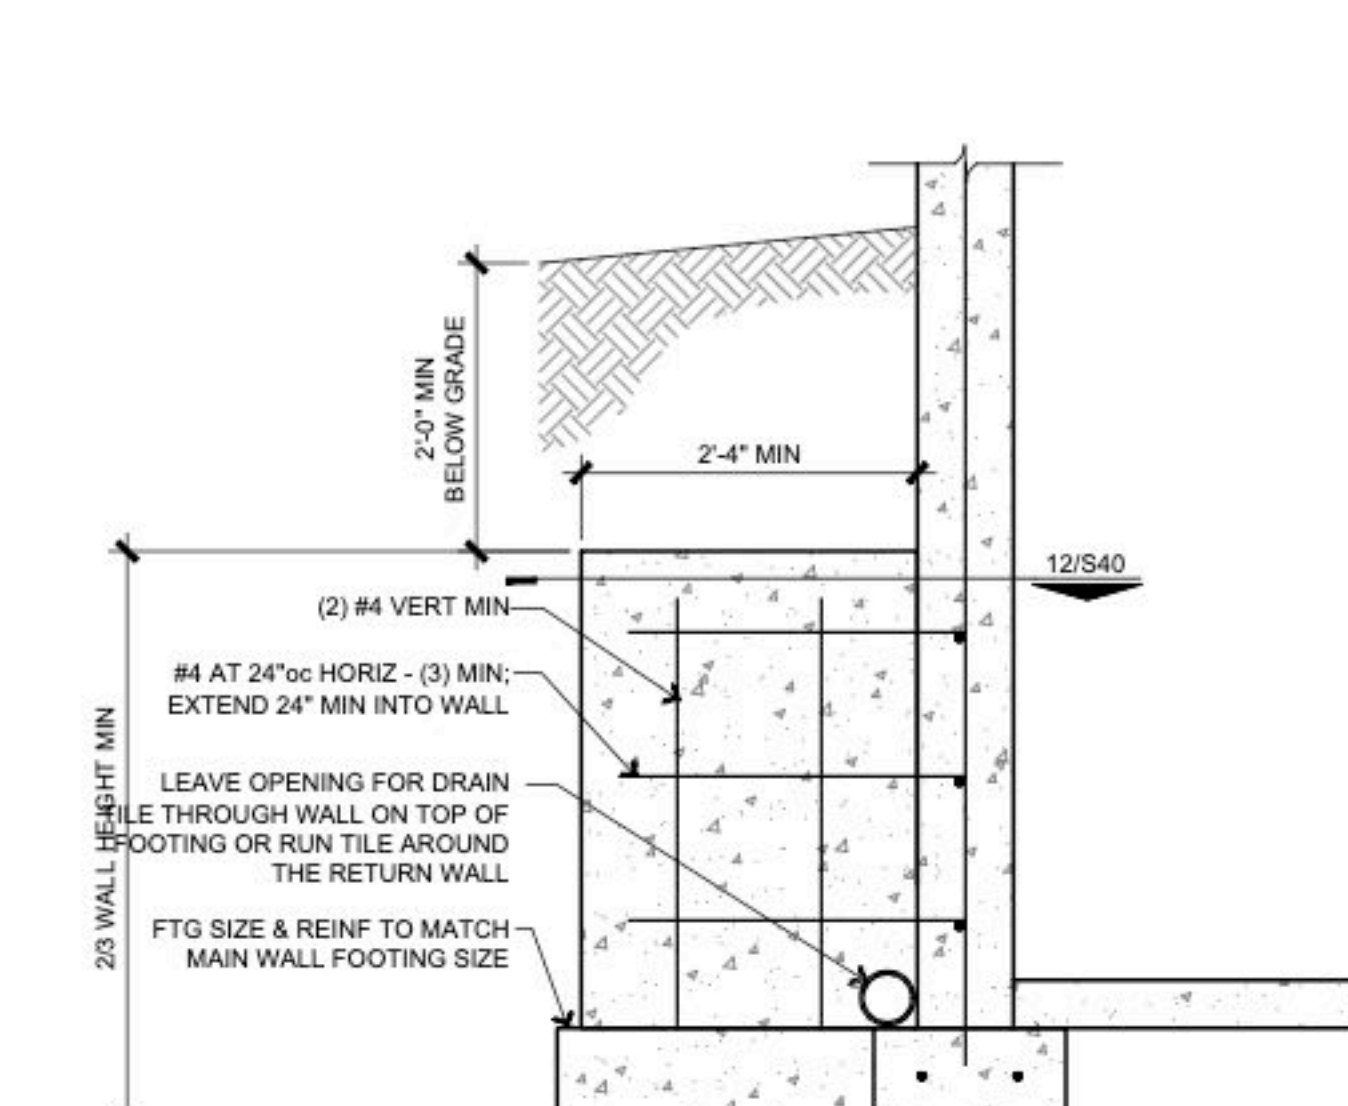 2'-0" MIN
BELOW GRADE
2'-4" MIN
12/S40
(2) #4 VERT MIN
#4 AT 24"oc HORIZ - (3) MIN;
EXTEND 24" MIN INTO WALL
2/3 WALL HEIGHT MIN
LEAVE OPENING FOR DRAIN
TILE THROUGH WALL ON TOP OF
FOOTING OR RUN TILE AROUND
THE RETURN WALL
FTG SIZE & REINF TO MATCH
MAIN WALL FOOTING SIZE